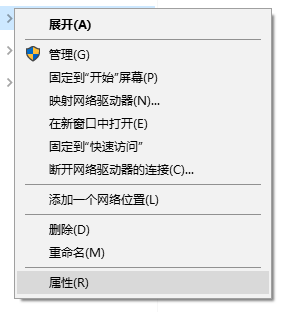 展开(A)
管理(G)
固定到"开始"屏幕(P)
映射网络驱动器(N)...
在新窗口中打开(E)
固定到"快速访问"
断开网络驱动器的连接(C)...
添加一个网络位置(L)
删除(D)
重命名(M)
属性(R)